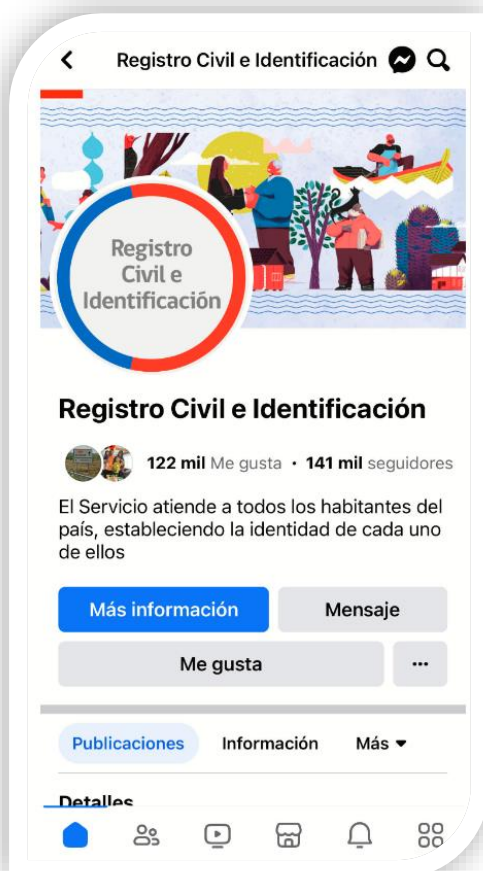 Registro Civil e Identificación
Registro
Civil e
Identificación
Registro Civil e Identificación
122 mil Me gusta · 141 mil seguidores
El Servicio atiende a todos los habitantes del
país, estableciendo la identidad de cada uno
de ellos
Más información
Mensaje
Me gusta
Publicaciones
Información
Más
Detalles